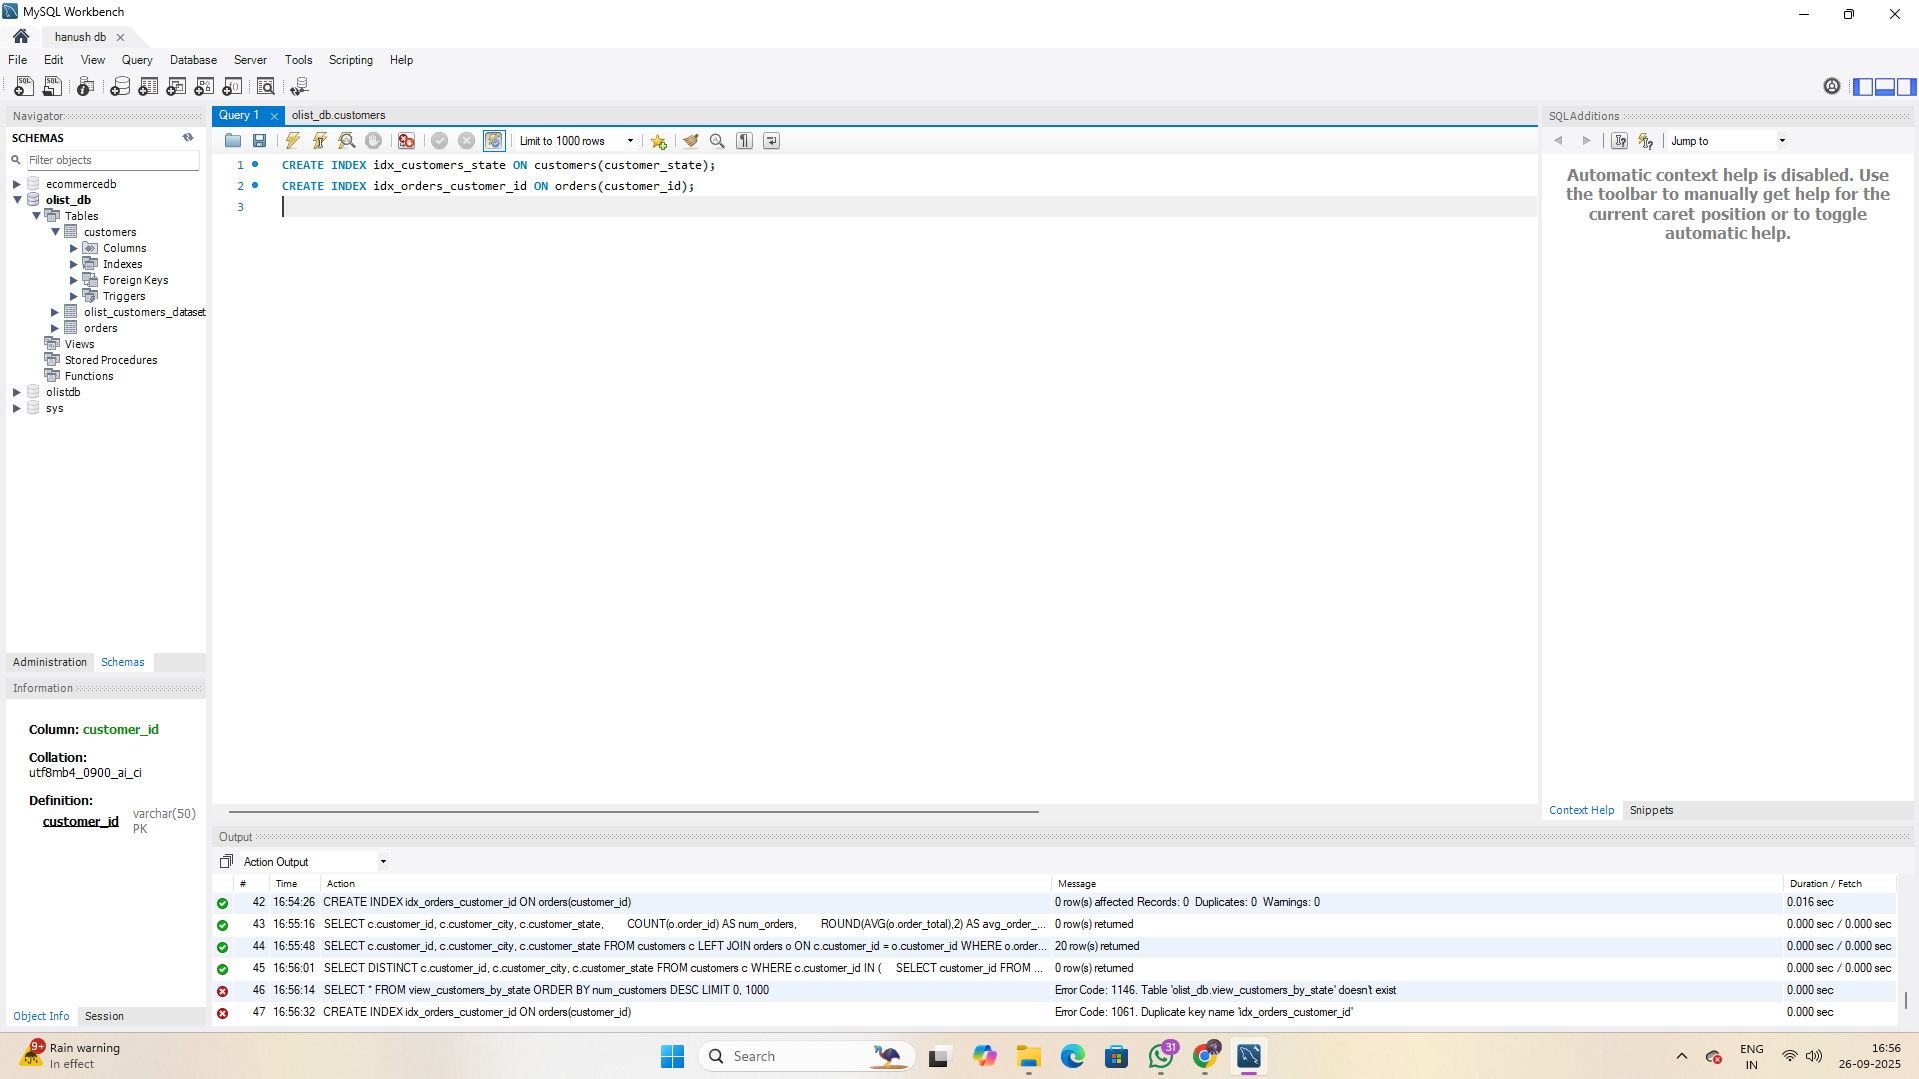 MySQL Workbench
hanush db
File Edit View Query Database Server Tools Scripting Help
Navigator
SCHEMAS
Filter objects
ecommercedb
olist_db
Tables
customers
Columns
Indexes
Foreign Keys
Triggers
olist_customers_dataset
orders
Views
Stored Procedures
Functions
olistdb
sys
Administration Schemas
Information
Column: customer_id
Collation:
utf8mb4_0900_ai_ci
Definition:
customer_id varchar(50)
PK
Object Info Session
Query 1 olist_db.customers
Limit to 1000 rows
1 CREATE INDEX idx_customers_state ON customers(customer_state);
2 CREATE INDEX idx_orders_customer_id ON orders(customer_id);
3
SQLAdditions
Jump to
Automatic context help is disabled. Use
the toolbar to manually get help for the
current caret position or to toggle
automatic help.
Context Help Snippets
Output
Action Output
# Time Action Message Duration / Fetch
42 16:54:26 CREATE INDEX idx_orders_customer_id ON orders(customer_id) 0 row(s) affected Records: 0 Duplicates: 0 Warnings: 0 0.016 sec
43 16:55:16 SELECT c.customer_id, c.customer_city, c.customer_state, COUNT(o.order_id) AS num_orders, ROUND(AVG(o.order_total),2) AS avg_order_... 0 row(s) returned 0.000 sec / 0.000 sec
44 16:55:48 SELECT c.customer_id, c.customer_city, c.customer_state FROM customers c LEFT JOIN orders o ON c.customer_id = o.customer_id WHERE o.order... 20 row(s) returned 0.000 sec / 0.000 sec
45 16:56:01 SELECT DISTINCT c.customer_id, c.customer_city, c.customer_state FROM customers c WHERE c.customer_id IN ( SELECT customer_id FROM ... 0 row(s) returned 0.000 sec / 0.000 sec
46 16:56:14 SELECT * FROM view_customers_by_state ORDER BY num_customers DESC LIMIT 0, 1000 Error Code: 1146. Table 'olist_db.view_customers_by_state' doesn't exist 0.000 sec
47 16:56:32 CREATE INDEX idx_orders_customer_id ON orders(customer_id) Error Code: 1061. Duplicate key name 'idx_orders_customer_id' 0.000 sec
9+
Rain warning
In effect
Search
31
ENG
IN
16:56
26-09-2025